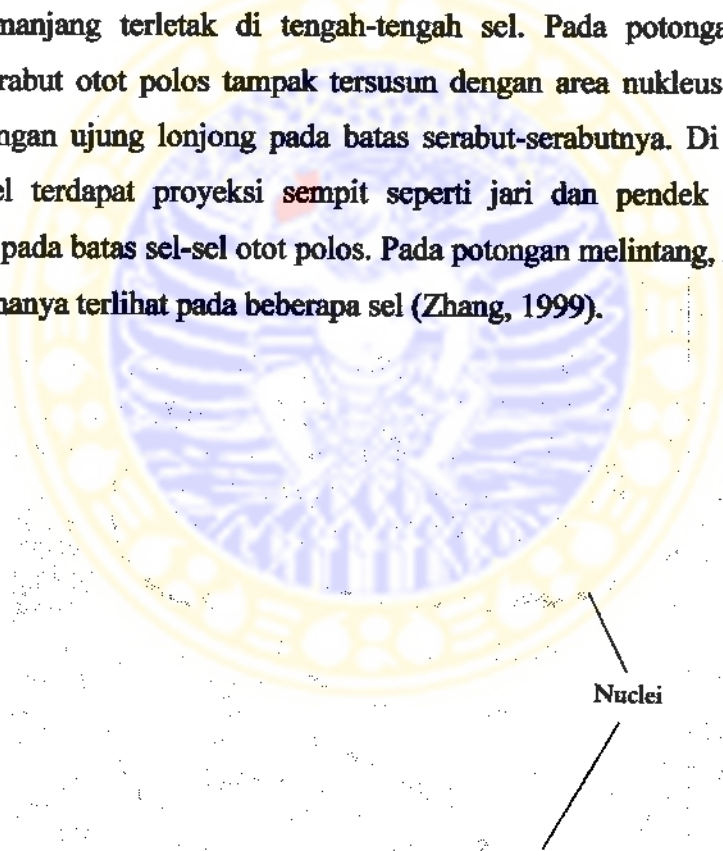 manjang terletak di tengah-tengah sel. Pada potonga
rabut otot polos tampak tersusun dengan area nukleus
ngan ujung lonjong pada batas serabut-serabutnya. Di
el terdapat proyeksi sempit seperti jari dan pendek
pada batas sel-sel otot polos. Pada potongan melintang,
nanya terlihat pada beberapa sel (Zhang, 1999).
Nuclei